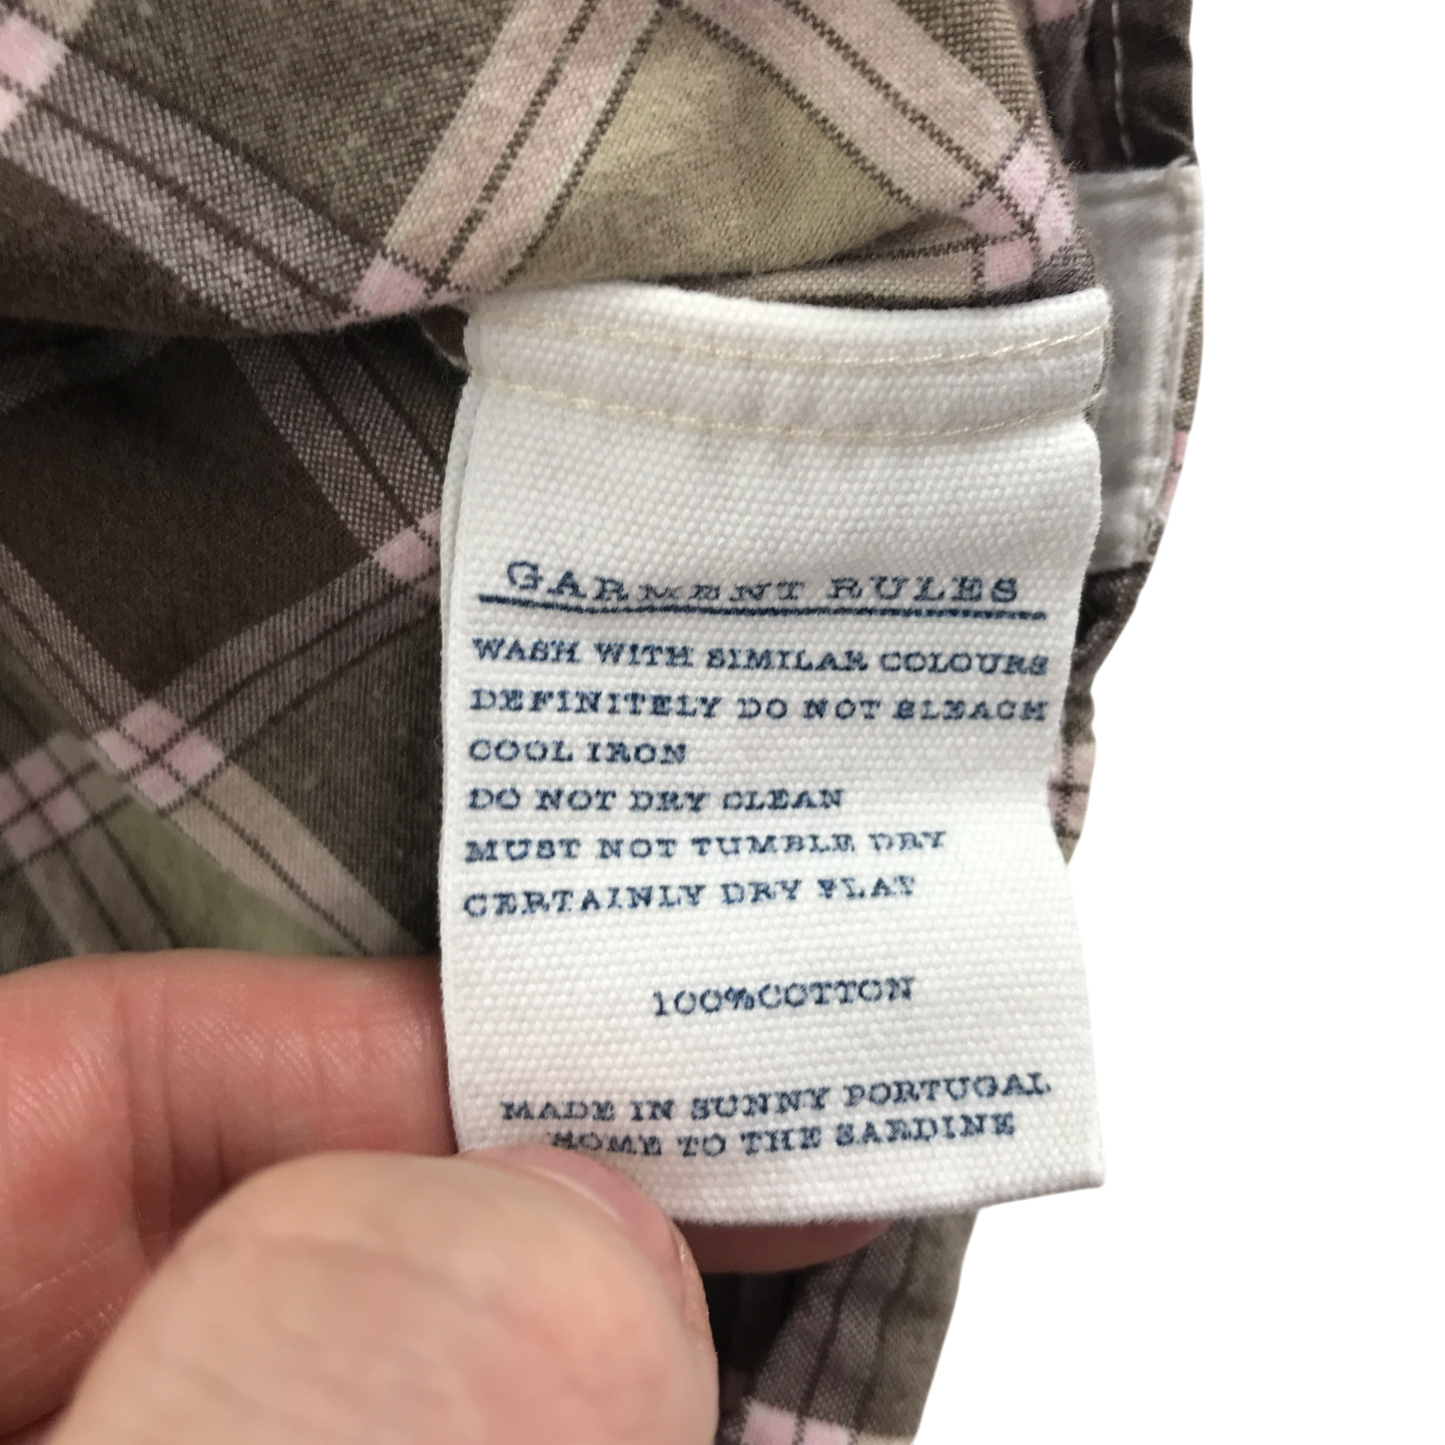 GARMENT RULES
WASH WITH SIMILAR COLOURS
DEFINITELY DO NOT BLEACH
COOL IRON
DO NOT DRY CLEAN
MUST NOT TUMBLE DRY
CERTAINLY DRY FLAT
100%COTTON
MADE IN SUNNY PORTUGAL
HOME TO THE SARDINE